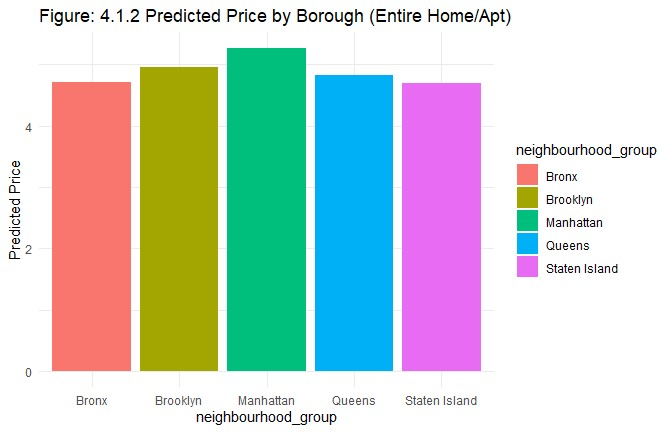 Figure: 4.1.2 Predicted Price by Borough (Entire Home/Apt)
Predicted Price
4
2
0
Bronx
Brooklyn
Manhattan
Queens
Staten Island
neighbourhood_group
neighbourhood_group
Bronx
Brooklyn
Manhattan
Queens
Staten Island